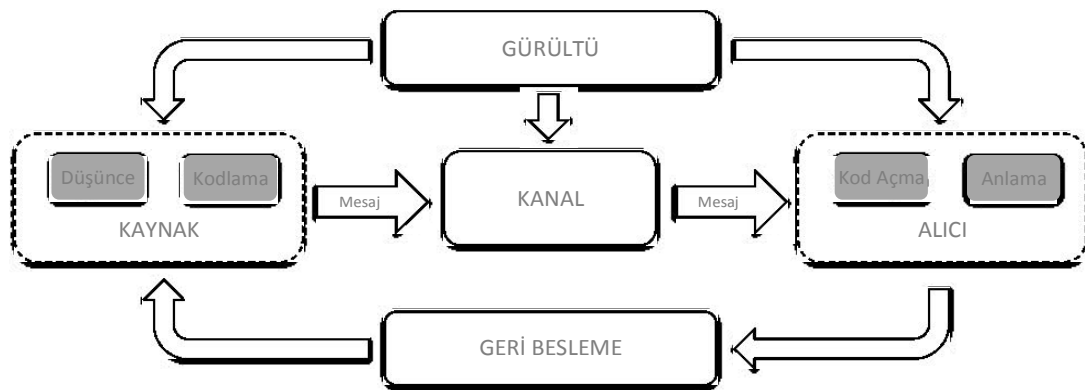 GÜRÜLTÜ
Düşünce
Kodlama
KAYNAK
Mesaj
KANAL
Mesaj
Kod Açma
Anlama
ALICI
GERİ BESLEME